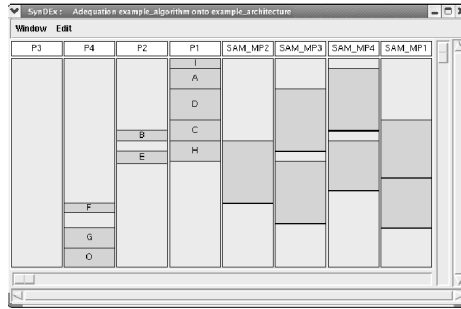 SynDEx : Adequation example_algorithm onto example_architecture
Window Edit
P3 P4 P2 P1 SAM_MP2 SAM_MP3 SAM_MP4 SAM_MP1
I
A
D
B C
E H
F
G
O